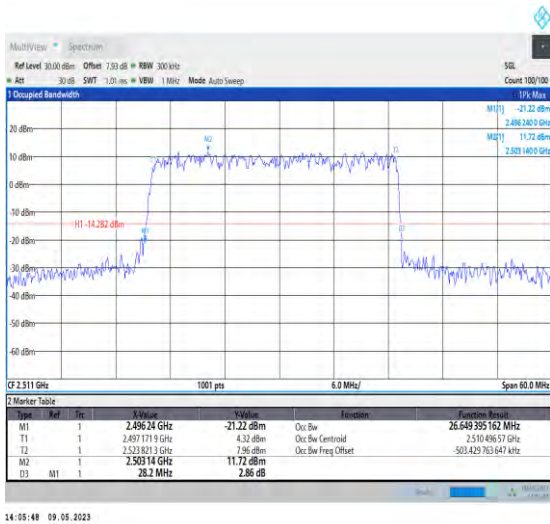 MultiView Spectrum
Ref Level 30.00 dBm Offset 7.93 dB RBW 300 kHz SGL
Att 30 dB SWT 1.01 ms VBW 1 MHz Mode Auto Sweep Count 100/100
1 Occupied Bandwidth 1Pk Max
M1[1] -21.22 dBm
2.496 240 0 GHz
M2[1] 11.72 dBm
2.503 140 0 GHz
20 dBm
M2
T2
10 dBm
0 dBm
-10 dBm
H1 -14.282 dBm
D3
-20 dBm
M1
-30 dBm
-40 dBm
-50 dBm
-60 dBm
CF 2.511 GHz 1001 pts 6.0 MHz/ Span 60.0 MHz
2 Marker Table
Type Ref Trc X-Value Y-Value Function Function Result
M1 1 2.496 24 GHz -21.22 dBm Occ Bw 26.649 395 162 MHz
T1 1 2.497 171 9 GHz 4.32 dBm Occ Bw Centroid 2.510 496 57 GHz
T2 1 2.523 821 3 GHz 7.96 dBm Occ Bw Freq Offset -503.429 763 647 kHz
M2 1 2.503 14 GHz 11.72 dBm
D3 M1 1 28.2 MHz 2.86 dB
14:05:48 09.05.2023